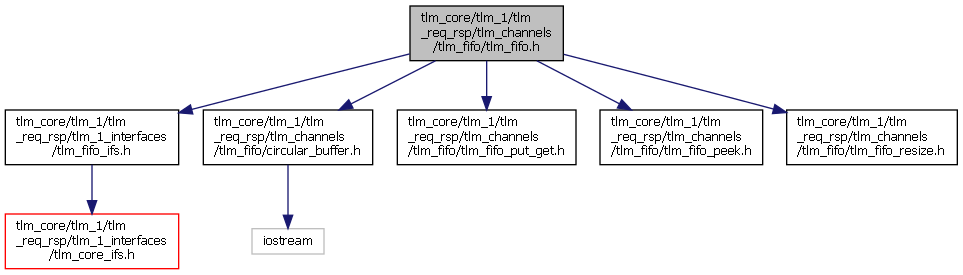 tlm_core/tlm_1/tlm
_req_rsp/tlm_channels
/tlm_fifo/tlm_fifo.h
tlm_core/tlm_1/tlm
_req_rsp/tlm_1_interfaces
/tlm_fifo_ifs.h
tlm_core/tlm_1/tlm
_req_rsp/tlm_channels
/tlm_fifo/circular_buffer.h
tlm_core/tlm_1/tlm
_req_rsp/tlm_channels
/tlm_fifo/tlm_fifo_put_get.h
tlm_core/tlm_1/tlm
_req_rsp/tlm_channels
/tlm_fifo/tlm_fifo_peek.h
tlm_core/tlm_1/tlm
_req_rsp/tlm_channels
/tlm_fifo/tlm_fifo_resize.h
tlm_core/tlm_1/tlm
_req_rsp/tlm_1_interfaces
/tlm_core_ifs.h
iostream